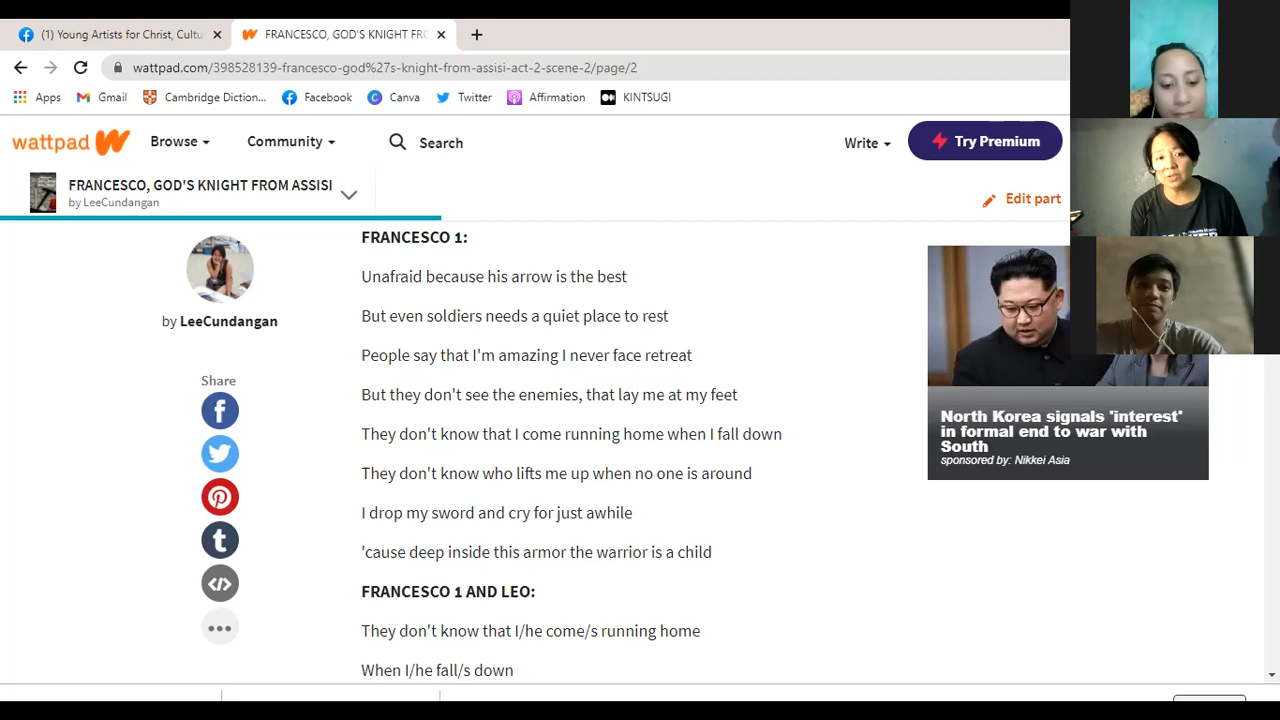 (1) Young Artists for Christ, Cultu
FRANCESCO, GOD'S KNIGHT FRO
wattpad.com/398528139-francesco-god%27s-knight-from-assisi-act-2-scene-2/page/2
Apps
Gmail
Cambridge Diction...
Facebook
Canva
Twitter
Affirmation
KINTSUGI
wattpad
Browse
Community
Search
Write
Try Premium
FRANCESCO, GOD'S KNIGHT FROM ASSISI
by LeeCundangan
Edit part
by LeeCundangan
Share
FRANCESCO 1:
Unafraid because his arrow is the best
But even soldiers needs a quiet place to rest
People say that I'm amazing I never face retreat
But they don't see the enemies, that lay me at my feet
They don't know that I come running home when I fall down
They don't know who lifts me up when no one is around
I drop my sword and cry for just awhile
'cause deep inside this armor the warrior is a child
FRANCESCO 1 AND LEO:
They don't know that I/he come/s running home
When I/he fall/s down
North Korea signals 'interest'
in formal end to war with
South
sponsored by: Nikkei Asia